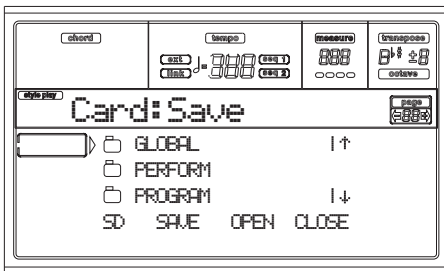 chord tempo measure transpose
ext seq 1
link seq 2
octave
style play
Card:Save
page
GLOBAL
PERFORM
PROGRAM
SD SAVE OPEN CLOSE